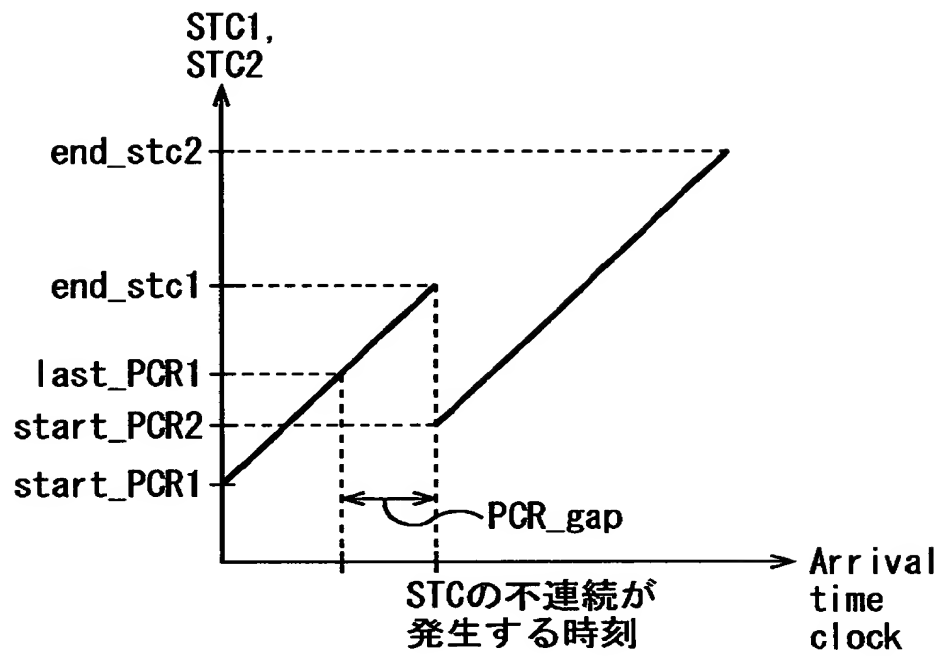 STC1,
STC2
end_stc2
end_stc1
last_PCR1
start_PCR2
start_PCR1
PCR_gap
STCの不連続が
発生する時刻
Arrival
time
clock